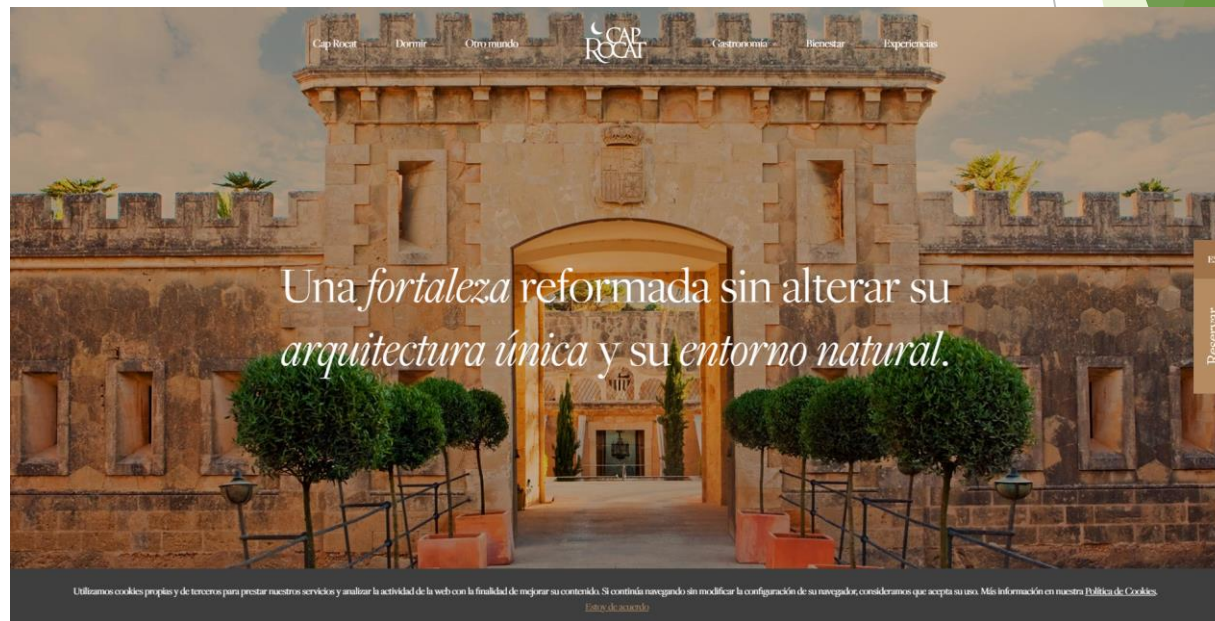 Cap Rocat
Dormir
Otro mundo
CAP ROCAT
Gastronomía
Bienestar
Experiencias
Una fortaleza reformada sin alterar su
arquitectura única y su entorno natural.
Reservar
Utilizamos cookies propias y de terceros para prestar nuestros servicios y analizar la actividad de la web con la finalidad de mejorar su contenido. Si continúa navegando sin modificar la configuración de su navegador, consideramos que acepta su uso. Más información en nuestra Política de Cookies.
Estoy de acuerdo